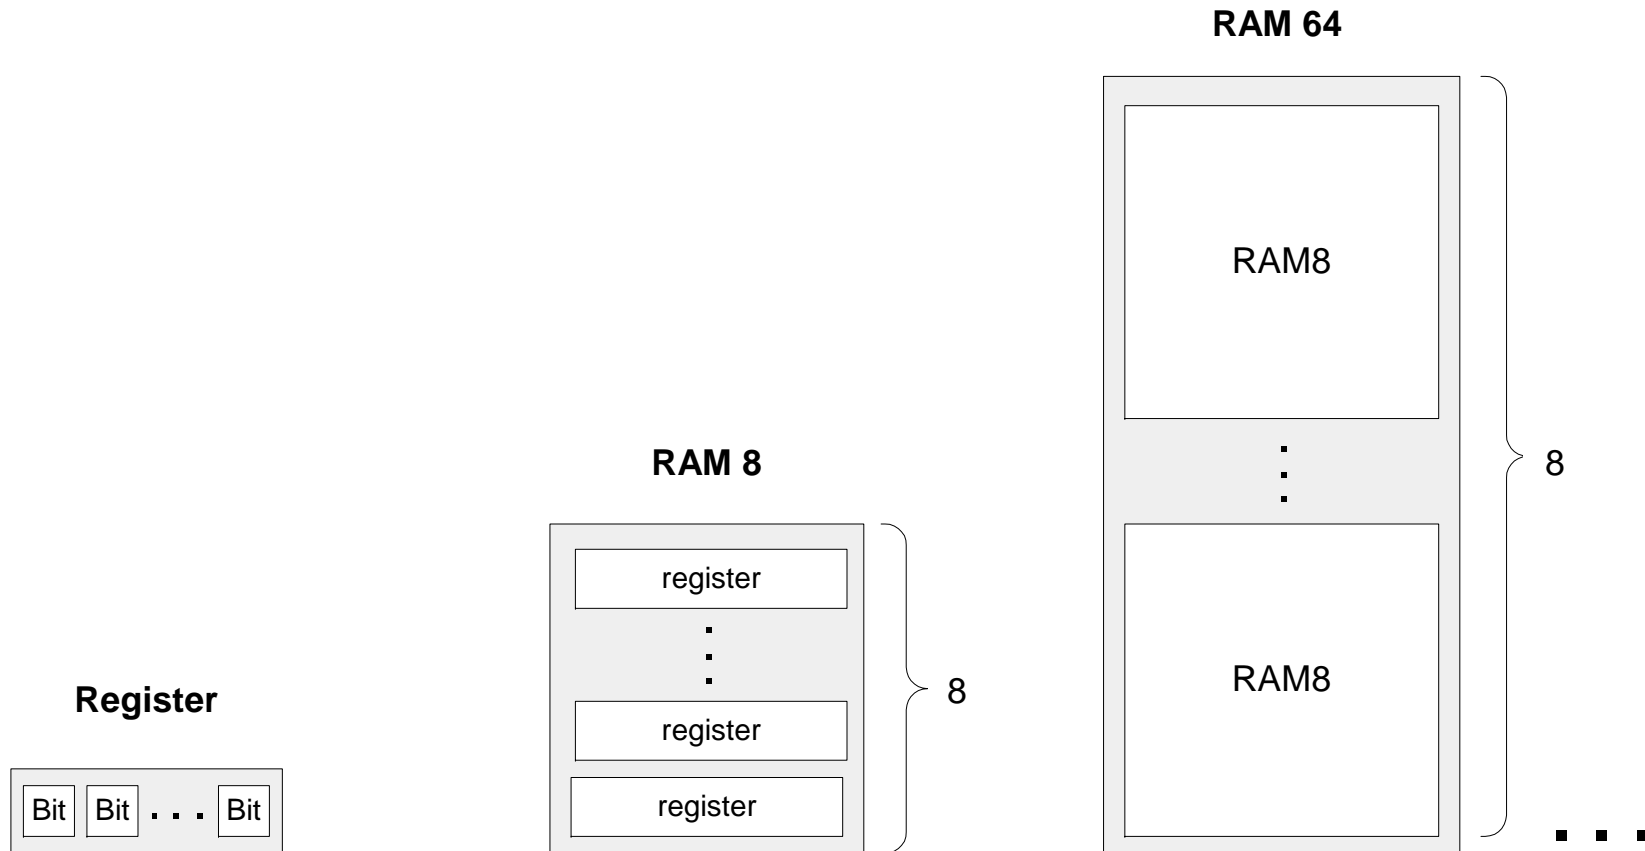 RAM 64
RAM8
8
RAM 8
register
RAM8
register
8
Register
register
Bit Bit . . . Bit